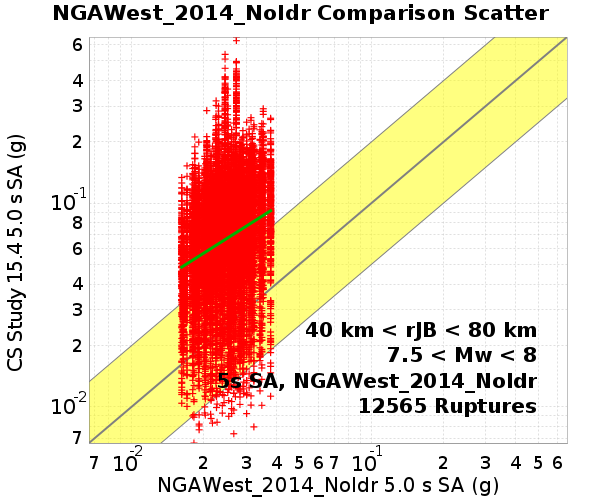 NGAWest_2014_NoIdr Comparison Scatter
CS Study 15.4 5.0 s SA (g)
6
4
3
2
10-1
8
6
4
3
2
10-2
7
40 km < rJB < 80 km
7.5 < Mw < 8
5s SA, NGAWest_2014_NoIdr
12565 Ruptures
7 10-2 2 3 4 5 6 7 10-1 2 3 4 5 6
NGAWest_2014_NoIdr 5.0 s SA (g)